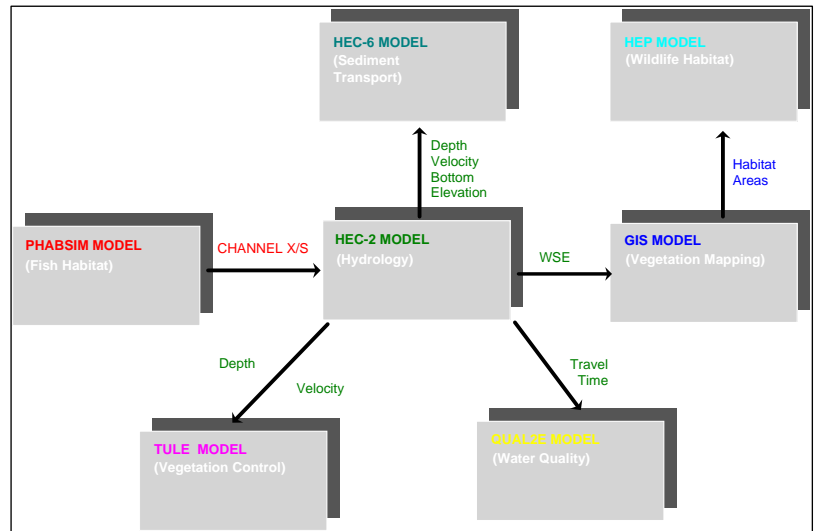 HEC-6 MODEL
(Sediment
Transport)
HEP MODEL
(Wildlife Habitat)
Depth
Velocity
Bottom
Elevation
Habitat
Areas
PHABSIM MODEL
(Fish Habitat)
CHANNEL X/S
HEC-2 MODEL
(Hydrology)
WSE
GIS MODEL
(Vegetation Mapping)
Depth
Velocity
Travel
Time
TULE MODEL
(Vegetation Control)
QUAL2E MODEL
(Water Quality)